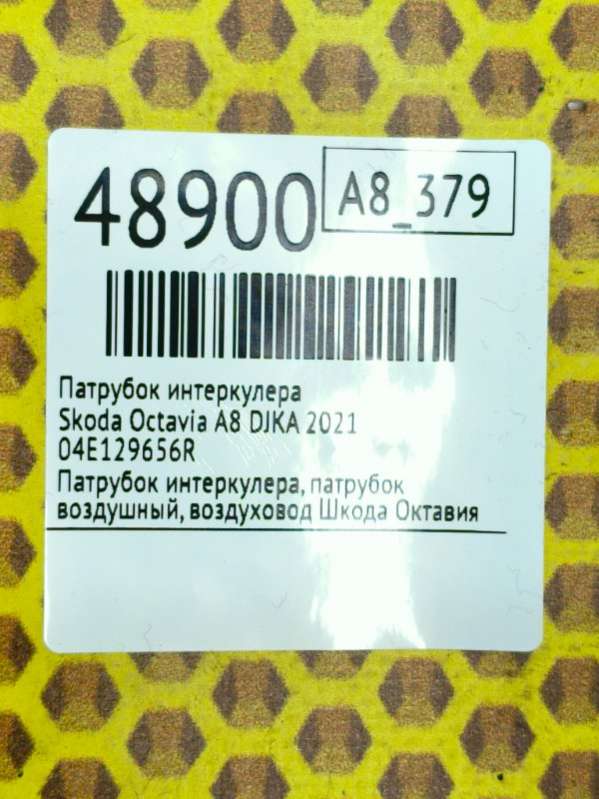 48900
A8_379
Патрубок интеркулера
Skoda Octavia A8 DJKA 2021
04E129656R
Патрубок интеркулера, патрубок
воздушный, воздуховод Шкода Октавия